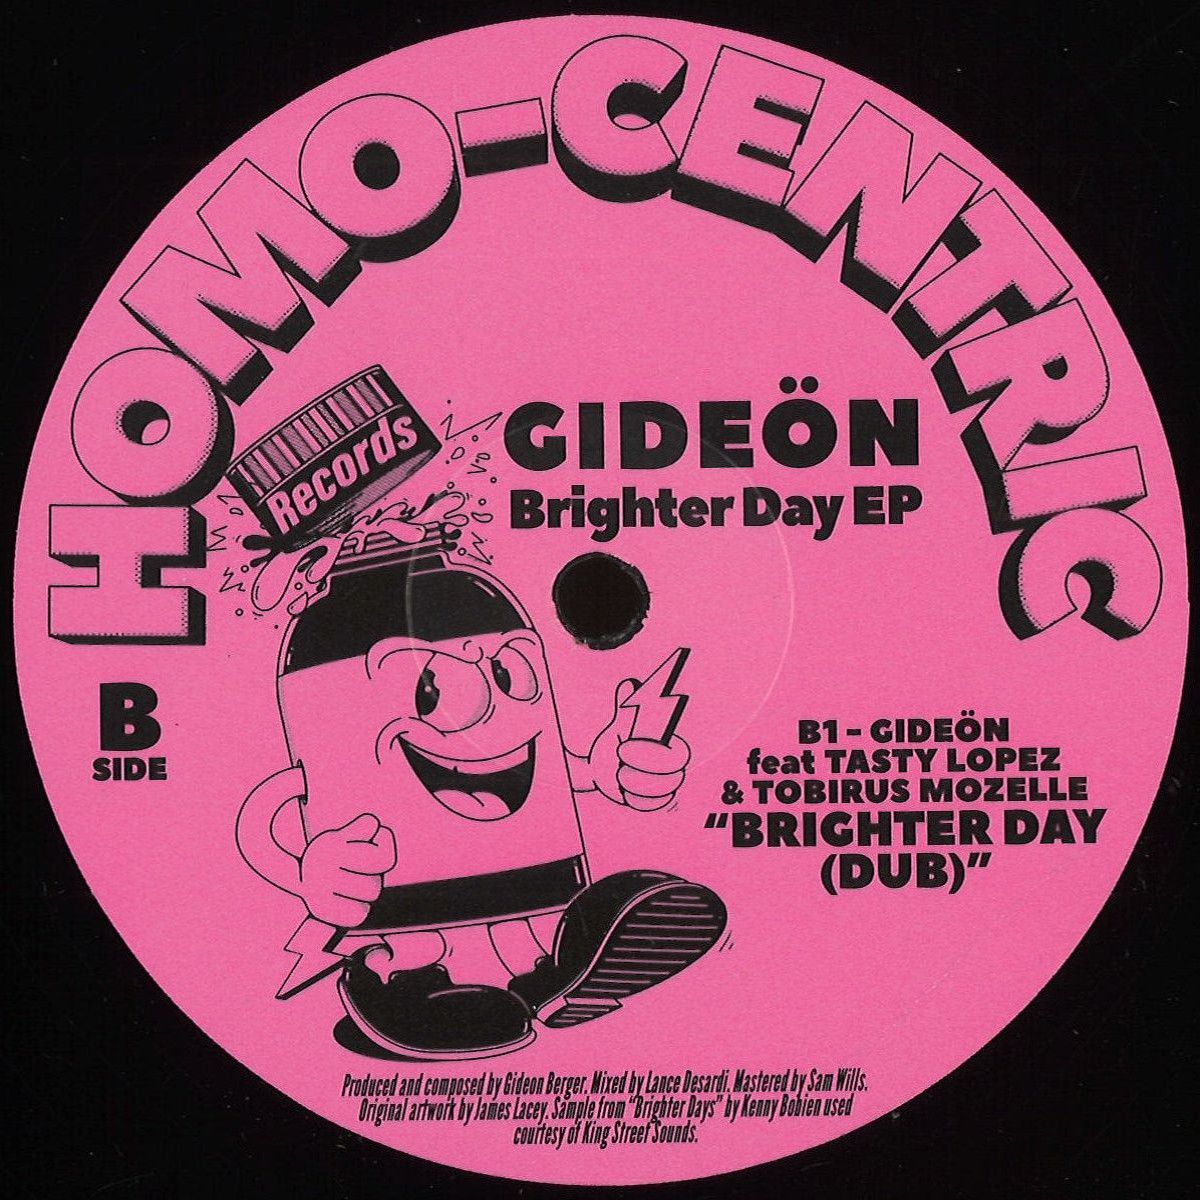 HOMO-CENTRIC
Records
GIDEÖN
Brighter Day EP
B
SIDE
B1 – GIDEÖN
feat TASTY LOPEZ
& TOBIRUS MOZELLE
“BRIGHTER DAY
(DUB)”
Produced and composed by Gideon Berger. Mixed by Lance Desardi. Mastered by Sam Wills.
Original artwork by James Lacey. Sample from “Brighter Days” by Kenny Bobien used
courtesy of King Street Sounds.